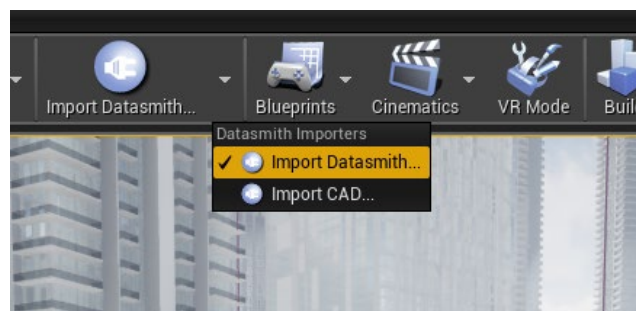 Import Datasmith...
Blueprints
Cinematics
VR Mode
Datasmith Importers
Import Datasmith...
Import CAD...